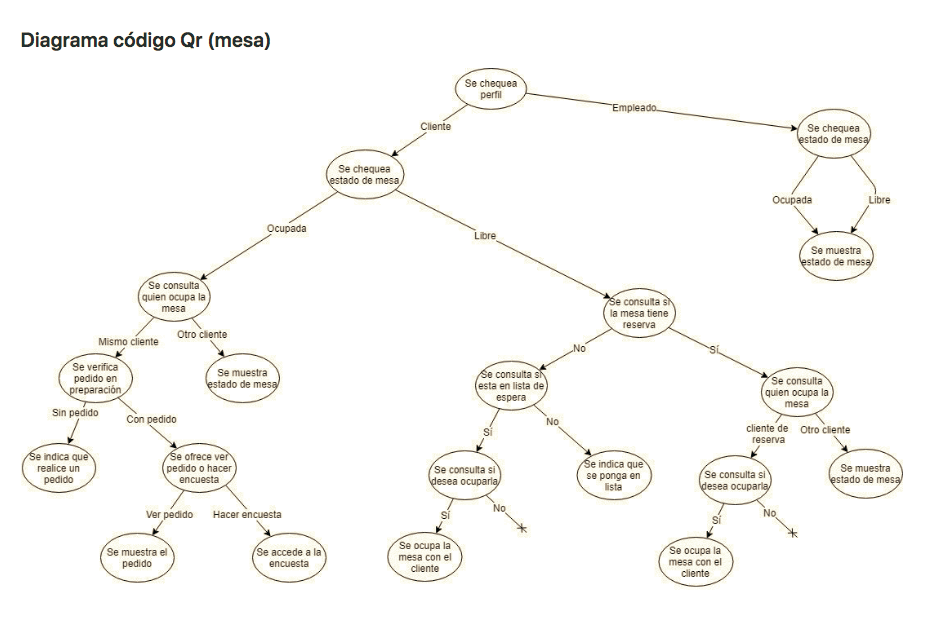 Diagrama código Qr (mesa)
Se chequea
perfil
Cliente
Empleado
Se chequea
estado de mesa
Se chequea
estado de mesa
Ocupada
Libre
Ocupada
Libre
Se muestra
estado de mesa
Se consulta
quien ocupa la
mesa
Se consulta si
la mesa tiene
reserva
Mismo cliente
Otro cliente
No
Sí
Se verifica
pedido en
preparación
Se muestra
estado de mesa
Se consulta si
esta en lista de
espera
Se consulta
quien ocupa la
mesa
Sin pedido
Con pedido
Sí
No
cliente de
reserva
Otro cliente
Se indica que
realice un
pedido
Se ofrece ver
pedido o hacer
encuesta
Se consulta si
desea ocuparla
Se indica que
se ponga en
lista
Se consulta si
desea ocuparla
Se muestra
estado de mesa
Ver pedido
Hacer encuesta
Sí
No
Sí
No
Se muestra el
pedido
Se accede a la
encuesta
Se ocupa la
mesa con el
cliente
Se ocupa la
mesa con el
cliente